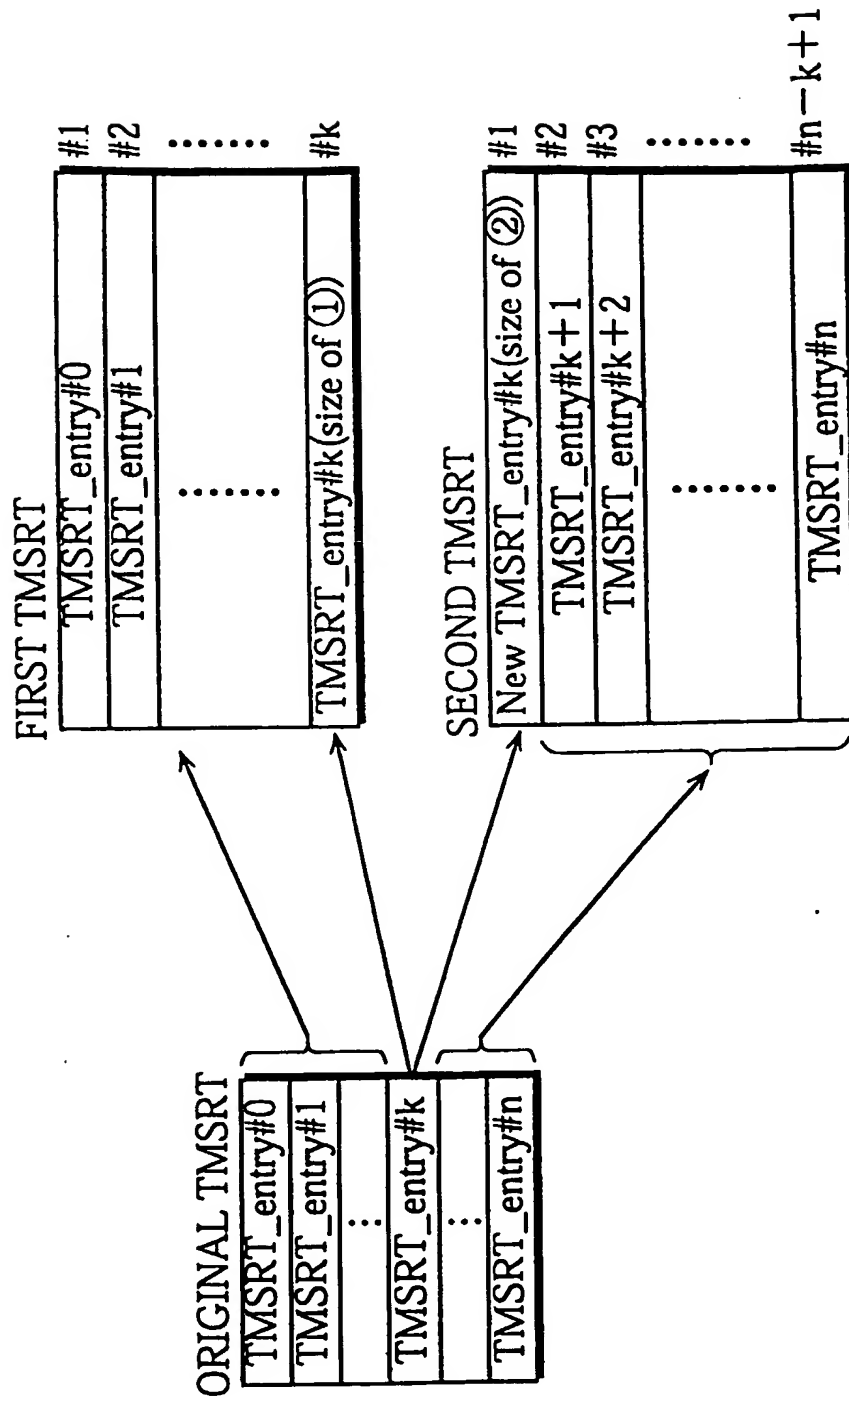 ORIGINAL TMSRT
TMSRT_entry#0
TMSRT_entry#1
...
TMSRT_entry#k
...
TMSRT_entry#n
FIRST TMSRT
TMSRT_entry#0 #1
TMSRT_entry#1 #2
....... .......
TMSRT_entry#k(size of ①) #k
SECOND TMSRT
New TMSRT_entry#k(size of ②) #1
TMSRT_entry#k+1 #2
TMSRT_entry#k+2 #3
....... .......
TMSRT_entry#n #n-k+1